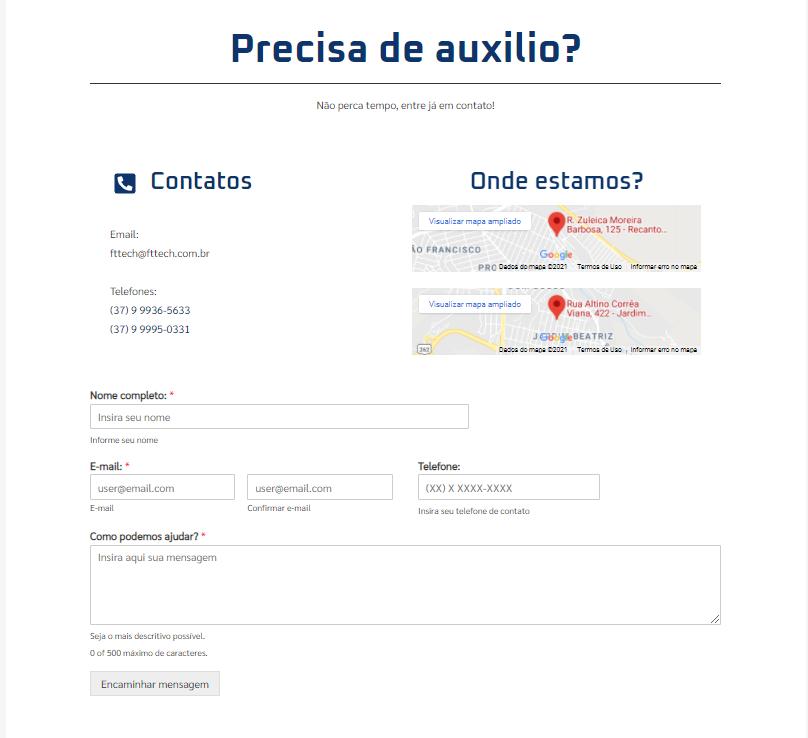 Precisa de auxilio?
Não perca tempo, entre já em contato!
Contatos
Email:
fttech@fttech.com.br
Telefones:
(37) 9 9936-5633
(37) 9 9995-0331
Onde estamos?
Visualizar mapa ampliado
R. Zuleica Moreira
Barbosa, 125 - Recanto...
ÃO FRANCISCO
Google
PRO
Dados do mapa ©2021 Termos de Uso Informar erro no mapa
Visualizar mapa ampliado
Rua Altino Corrêa
Viana, 422 - Jardim...
JARDIM BEATRIZ
Google
262
Dados do mapa ©2021 Termos de Uso Informar erro no mapa
Nome completo: *
Insira seu nome
Informe seu nome
E-mail: *
user@email.com
E-mail
user@email.com
Confirmar e-mail
Telefone:
(XX) X XXXX-XXXX
Insira seu telefone de contato
Como podemos ajudar? *
Insira aqui sua mensagem
Seja o mais descritivo possível.
0 of 500 máximo de caracteres.
Encaminhar mensagem